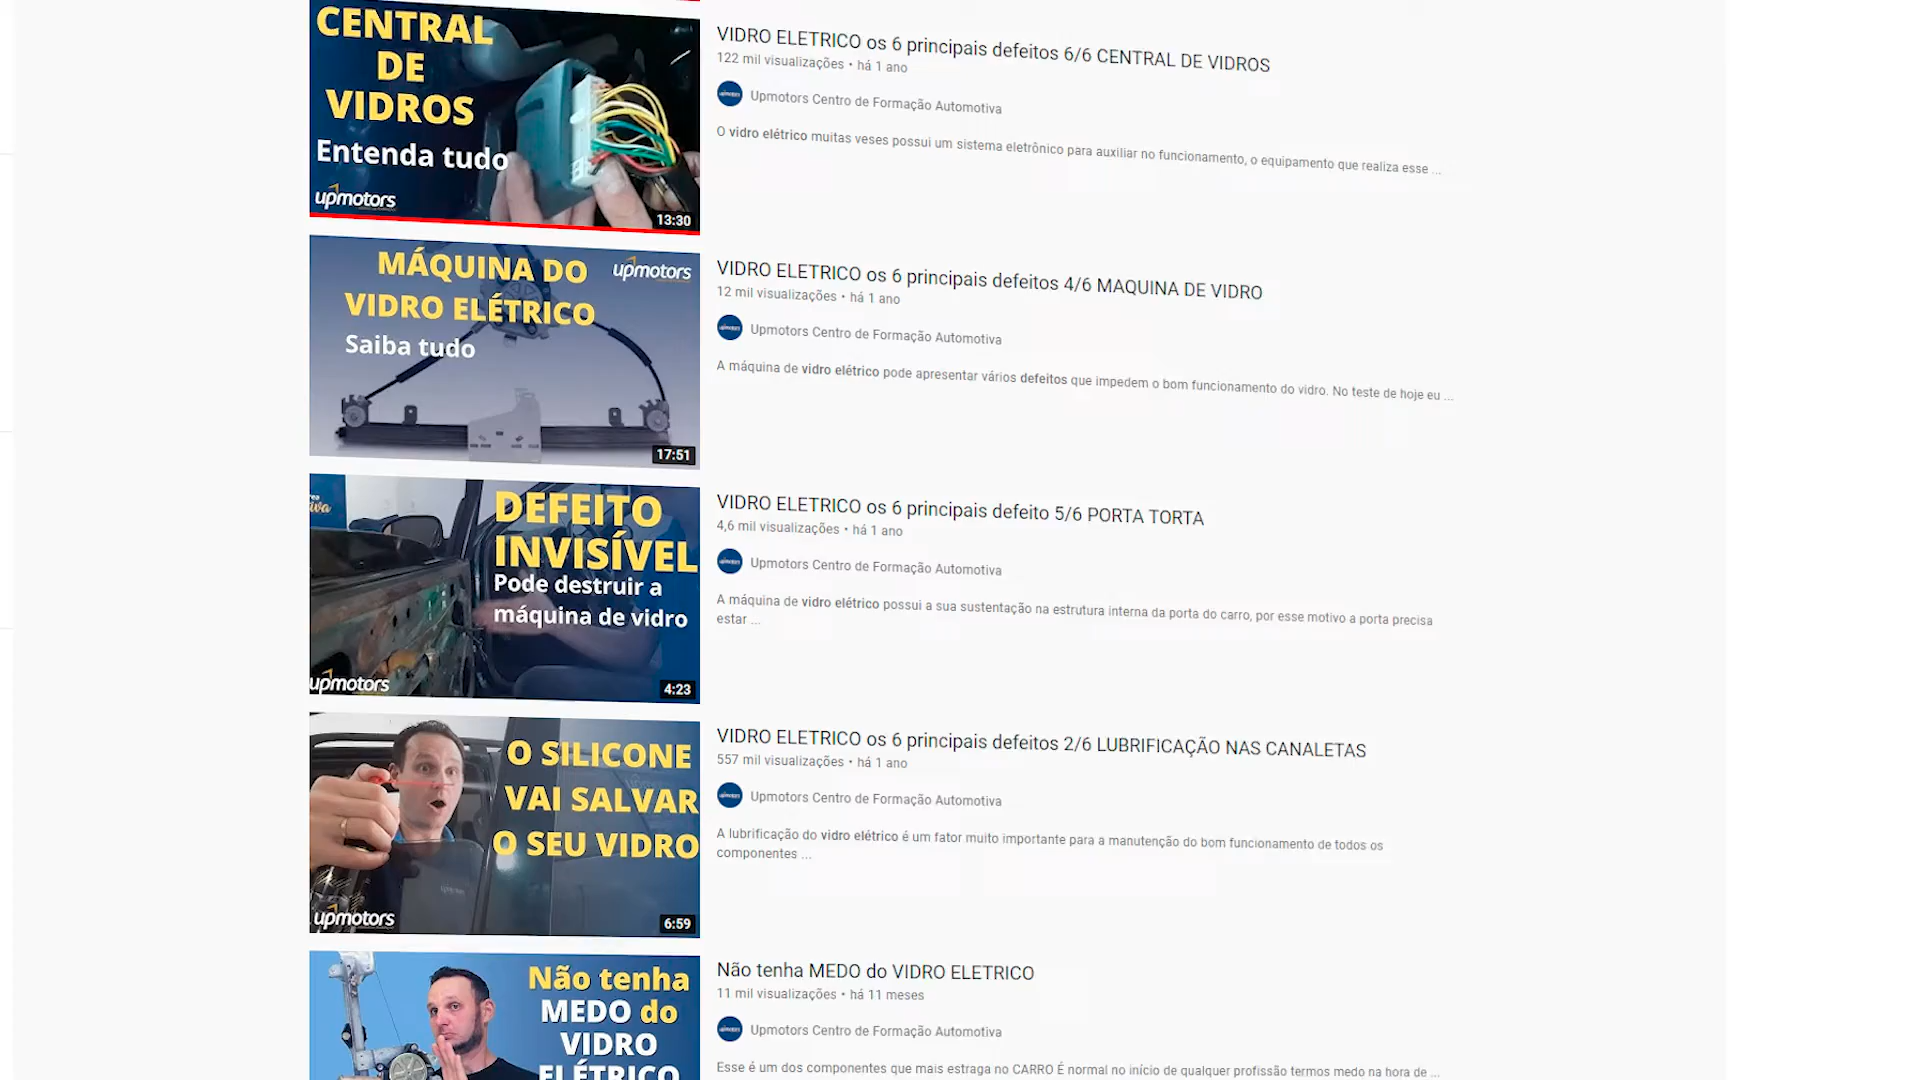 CENTRAL
DE
VIDROS
Entenda tudo
upmotors
13:30
VIDRO ELETRICO os 6 principais defeitos 6/6 CENTRAL DE VIDROS
122 mil visualizações • há 1 ano
Upmotors Centro de Formação Automotiva
O vidro elétrico muitas veses possui um sistema eletrônico para auxiliar no funcionamento, o equipamento que realiza esse ...
MÁQUINA DO
VIDRO ELÉTRICO
Saiba tudo
upmotors
17:51
VIDRO ELETRICO os 6 principais defeitos 4/6 MAQUINA DE VIDRO
12 mil visualizações • há 1 ano
Upmotors Centro de Formação Automotiva
A máquina de vidro elétrico pode apresentar vários defeitos que impedem o bom funcionamento do vidro. No teste de hoje eu ...
DEFEITO
INVISÍVEL
Pode destruir a
máquina de vidro
upmotors
4:23
VIDRO ELETRICO os 6 principais defeito 5/6 PORTA TORTA
4,6 mil visualizações • há 1 ano
Upmotors Centro de Formação Automotiva
A máquina de vidro elétrico possui a sua sustentação na estrutura interna da porta do carro, por esse motivo a porta precisa
estar ...
O SILICONE
VAI SALVAR
O SEU VIDRO
upmotors
6:59
VIDRO ELETRICO os 6 principais defeitos 2/6 LUBRIFICAÇÃO NAS CANALETAS
557 mil visualizações • há 1 ano
Upmotors Centro de Formação Automotiva
A lubrificação do vidro elétrico é um fator muito importante para a manutenção do bom funcionamento de todos os
componentes ...
Não tenha
MEDO do
VIDRO
ELÉTRICO
Não tenha MEDO do VIDRO ELETRICO
11 mil visualizações • há 11 meses
Upmotors Centro de Formação Automotiva
Esse é um dos componentes que mais estraga no CARRO É normal no início de qualquer profissão termos medo na hora de ...